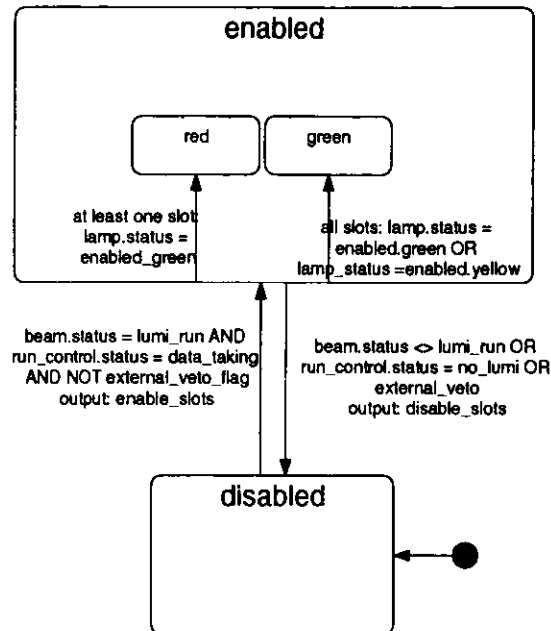 enabled
red
green
at least one slot
lamp.status =
enabled_green
all slots: lamp.status =
enabled.green OR
lamp_status =enabled.yellow
beam.status = lumi_run AND
run_control.status = data_taking
AND NOT external_veto_flag
output: enable_slots
beam.status <> lumi_run OR
run_control.status = no_lumi OR
external_veto
output: disable_slots
disabled